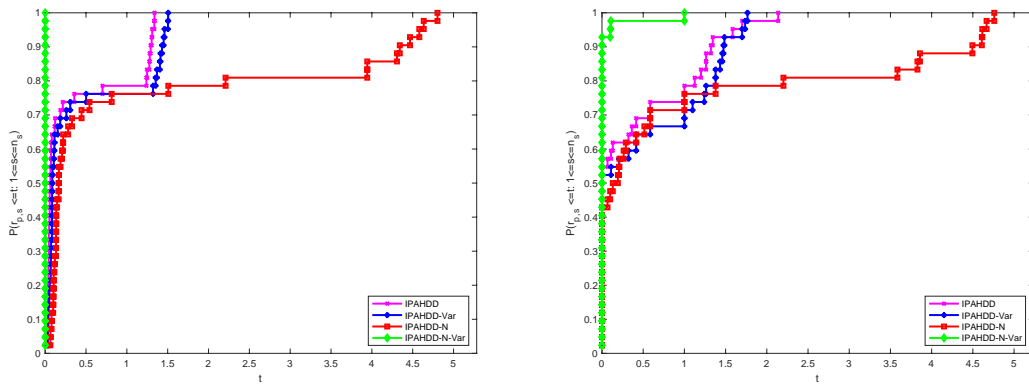 1
0.9
0.8
0.7
0.6
0.5
0.4
0.3
0.2
0.1
0
P(r_{p,s} <=t: 1<=s<=n_s)
0 0.5 1 1.5 2 2.5 3 3.5 4 4.5 5
t
IPAHDD
IPAHDD-Var
IPAHDD-N
IPAHDD-N-Var
1
0.9
0.8
0.7
0.6
0.5
0.4
0.3
0.2
0.1
0
P(r_{p,s} <=t: 1<=s<=n_s)
0 0.5 1 1.5 2 2.5 3 3.5 4 4.5 5
t
IPAHDD
IPAHDD-Var
IPAHDD-N
IPAHDD-N-Var